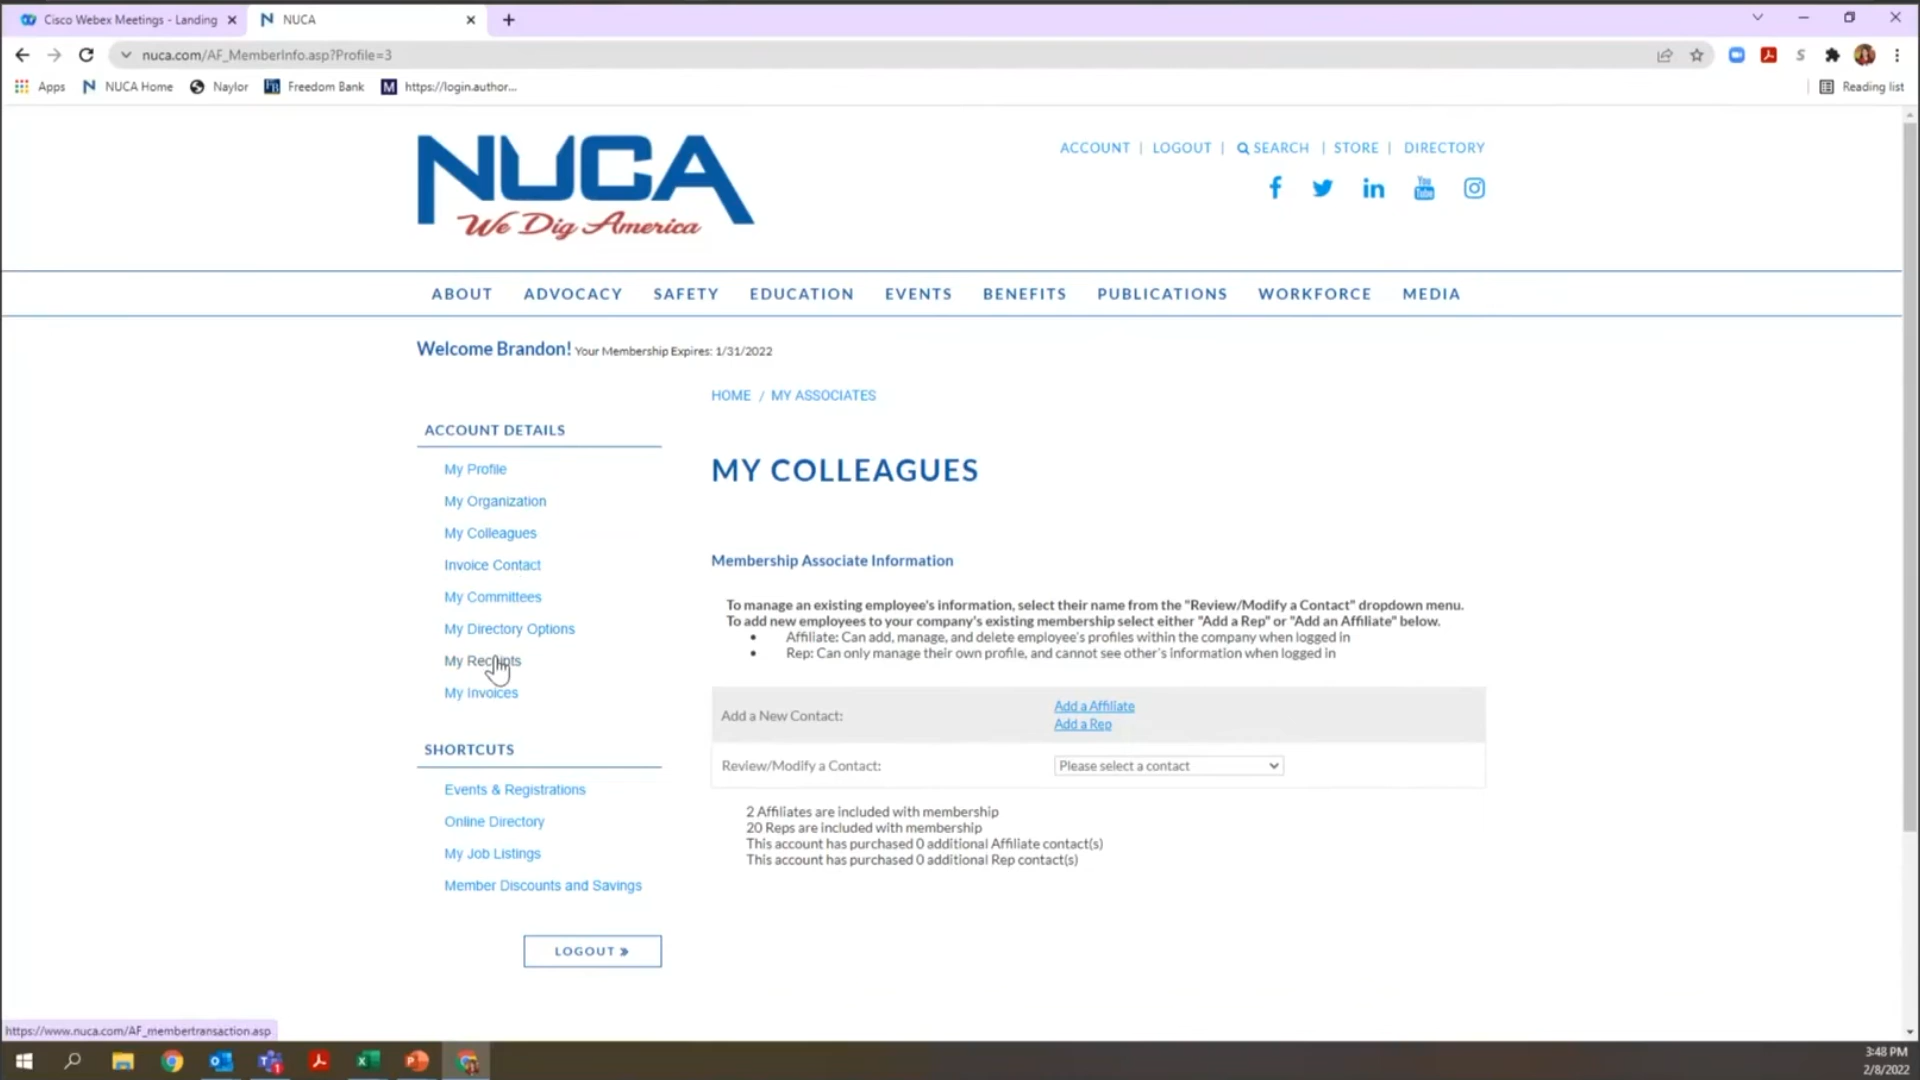 Cisco Webex Meetings - Landing
NUCA
nuca.com/AF_MemberInfo.asp?Profile=3
Apps
NUCA Home
Naylor
Freedom Bank
https://login.author...
Reading list
NUCA
We Dig America
ACCOUNT | LOGOUT | SEARCH | STORE | DIRECTORY
ABOUT ADVOCACY SAFETY EDUCATION EVENTS BENEFITS PUBLICATIONS WORKFORCE MEDIA
Welcome Brandon! Your Membership Expires: 1/31/2022
HOME / MY ASSOCIATES
ACCOUNT DETAILS
My Profile
My Organization
My Colleagues
Invoice Contact
My Committees
My Directory Options
My Receipts
My Invoices
SHORTCUTS
Events & Registrations
Online Directory
My Job Listings
Member Discounts and Savings
LOGOUT »
MY COLLEAGUES
Membership Associate Information
To manage an existing employee's information, select their name from the "Review/Modify a Contact" dropdown menu.
To add new employees to your company's existing membership select either "Add a Rep" or "Add an Affiliate" below.
• Affiliate: Can add, manage, and delete employee's profiles within the company when logged in
• Rep: Can only manage their own profile, and cannot see other's information when logged in
Add a New Contact:
Add a Affiliate
Add a Rep
Review/Modify a Contact:
Please select a contact
2 Affiliates are included with membership
20 Reps are included with membership
This account has purchased 0 additional Affiliate contact(s)
This account has purchased 0 additional Rep contact(s)
https://www.nuca.com/AF_membertransaction.asp
3:48 PM
2/8/2022